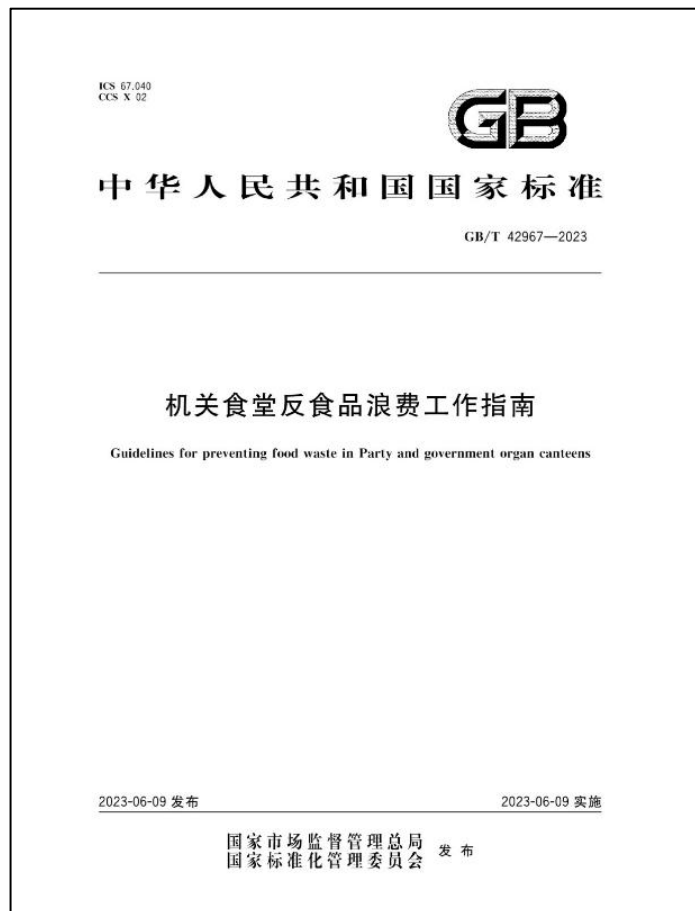 ICS 67.040
CCS X 02
GB
中华人民共和国国家标准
GB/T 42967—2023
机关食堂反食品浪费工作指南
Guidelines for preventing food waste in Party and government organ canteens
2023-06-09 发布
2023-06-09 实施
国家市场监督管理总局
国家标准化管理委员会
发布